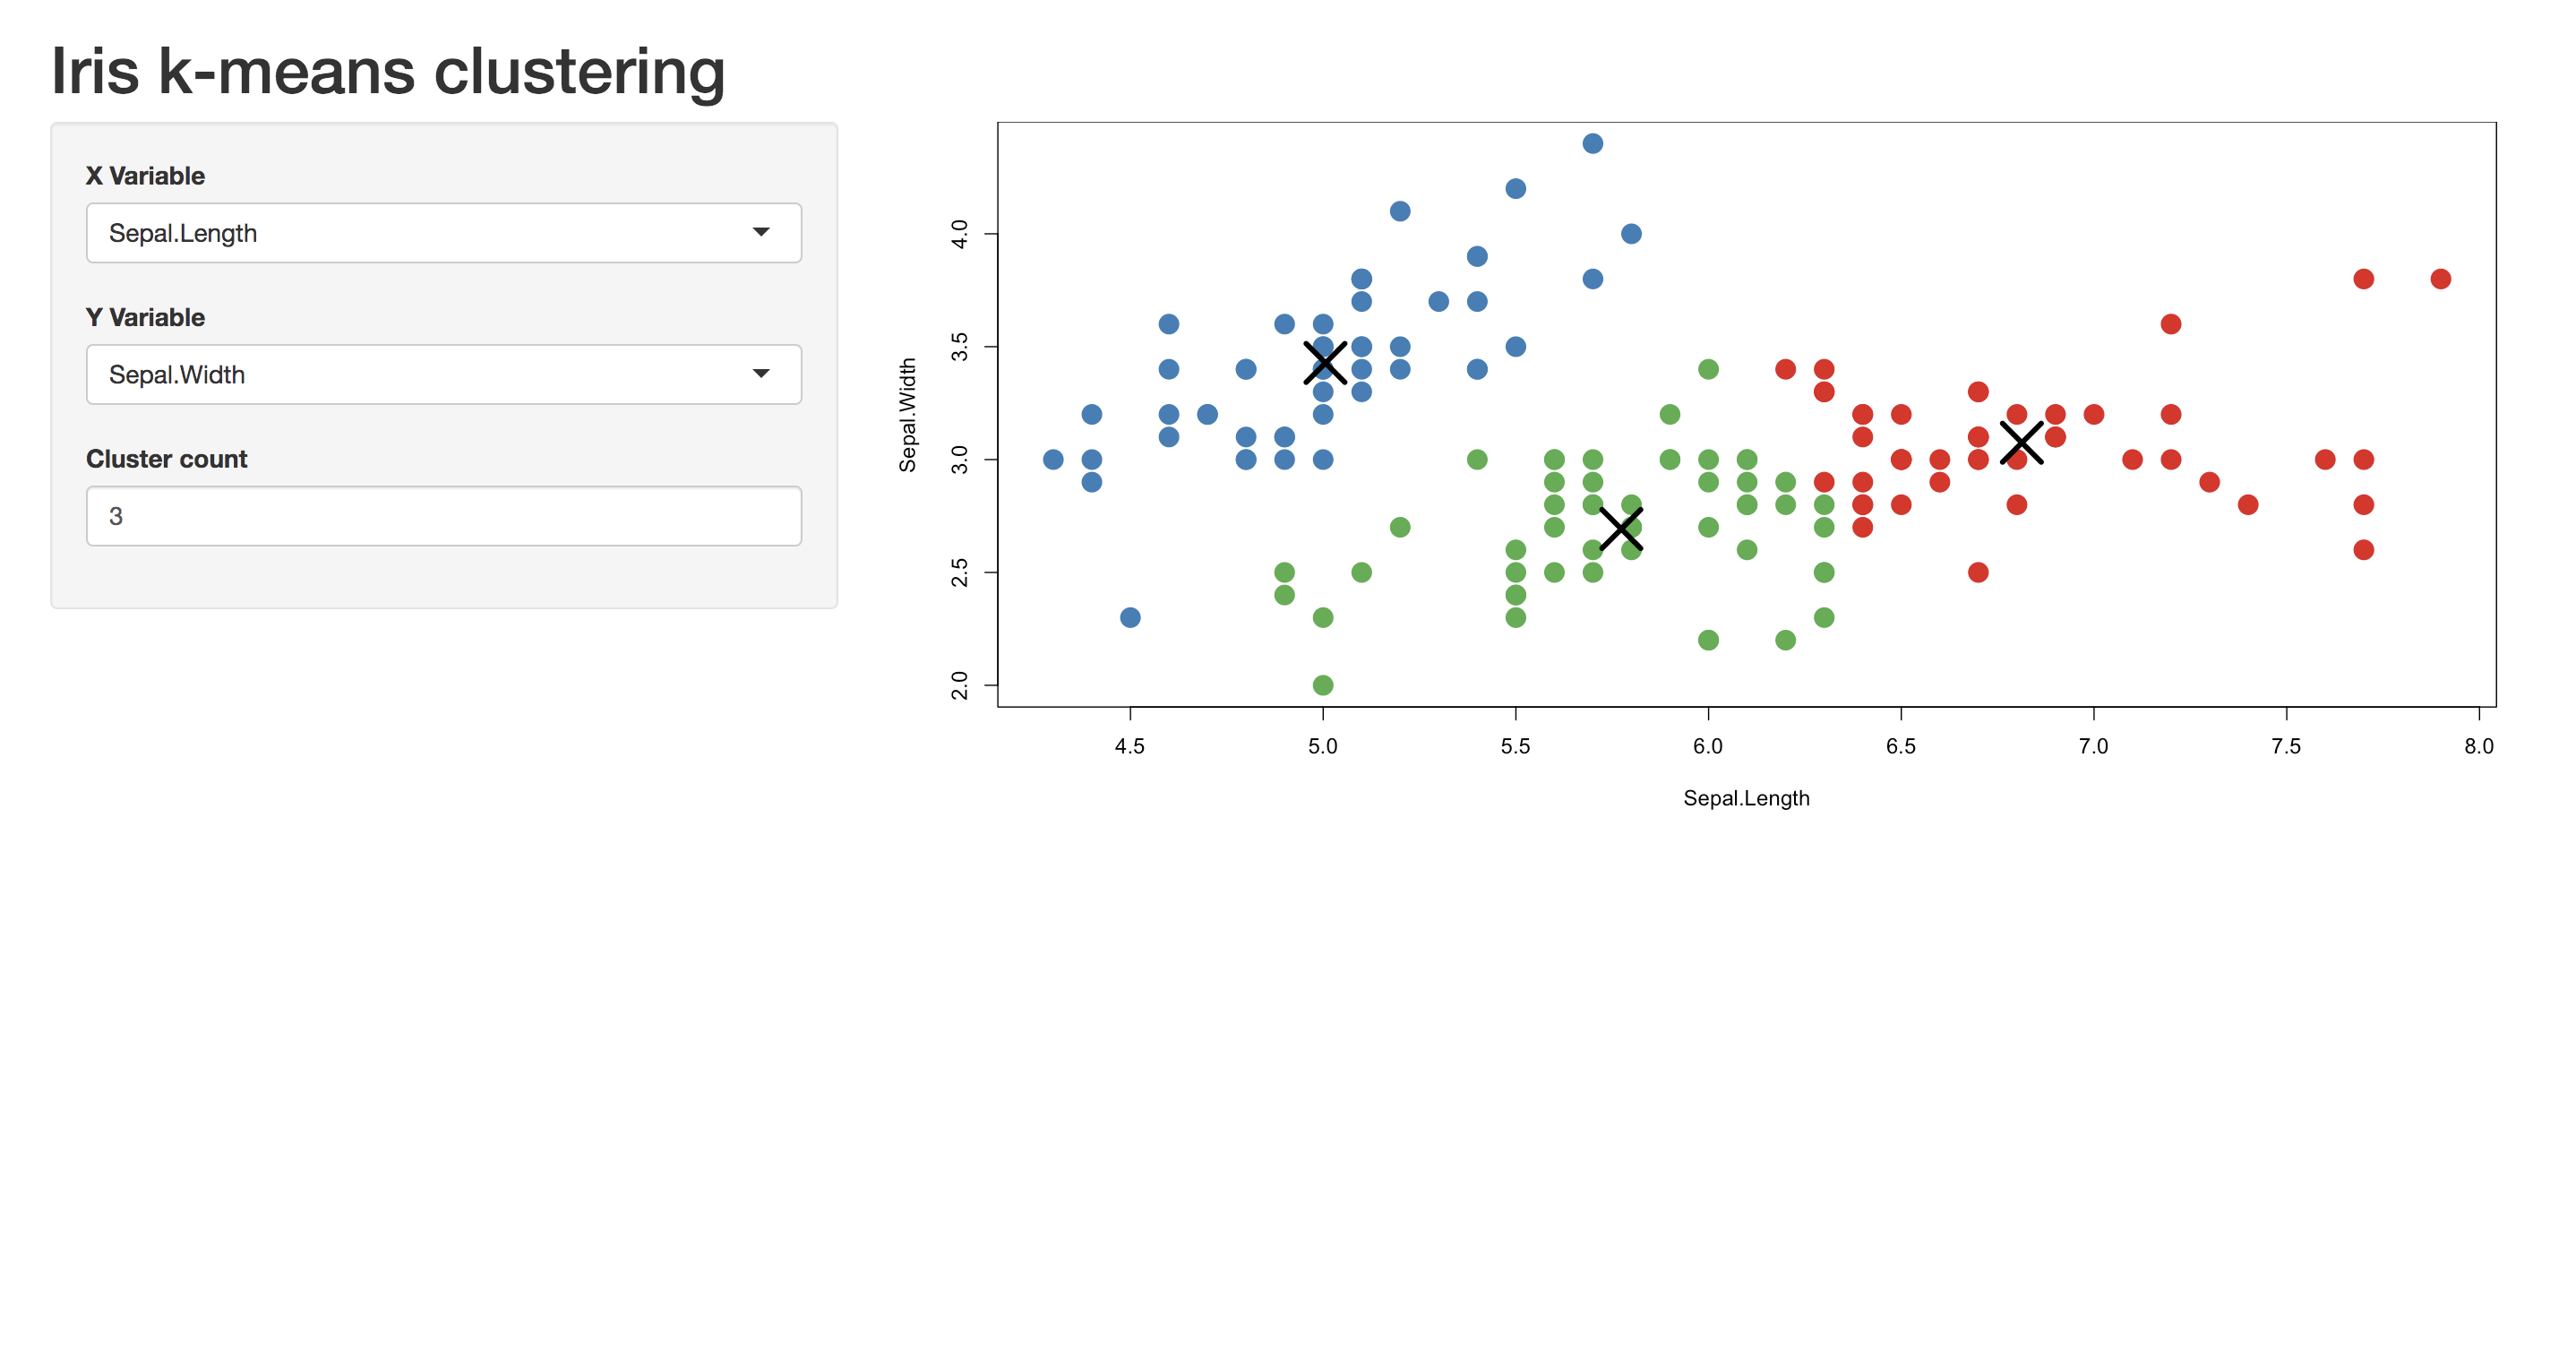 Iris k-means clustering
X Variable
Sepal.Length
Y Variable
Sepal.Width
Cluster count
3
Sepal.Width
4.0
3.5
3.0
2.5
2.0
4.5 5.0 5.5 6.0 6.5 7.0 7.5 8.0
Sepal.Length